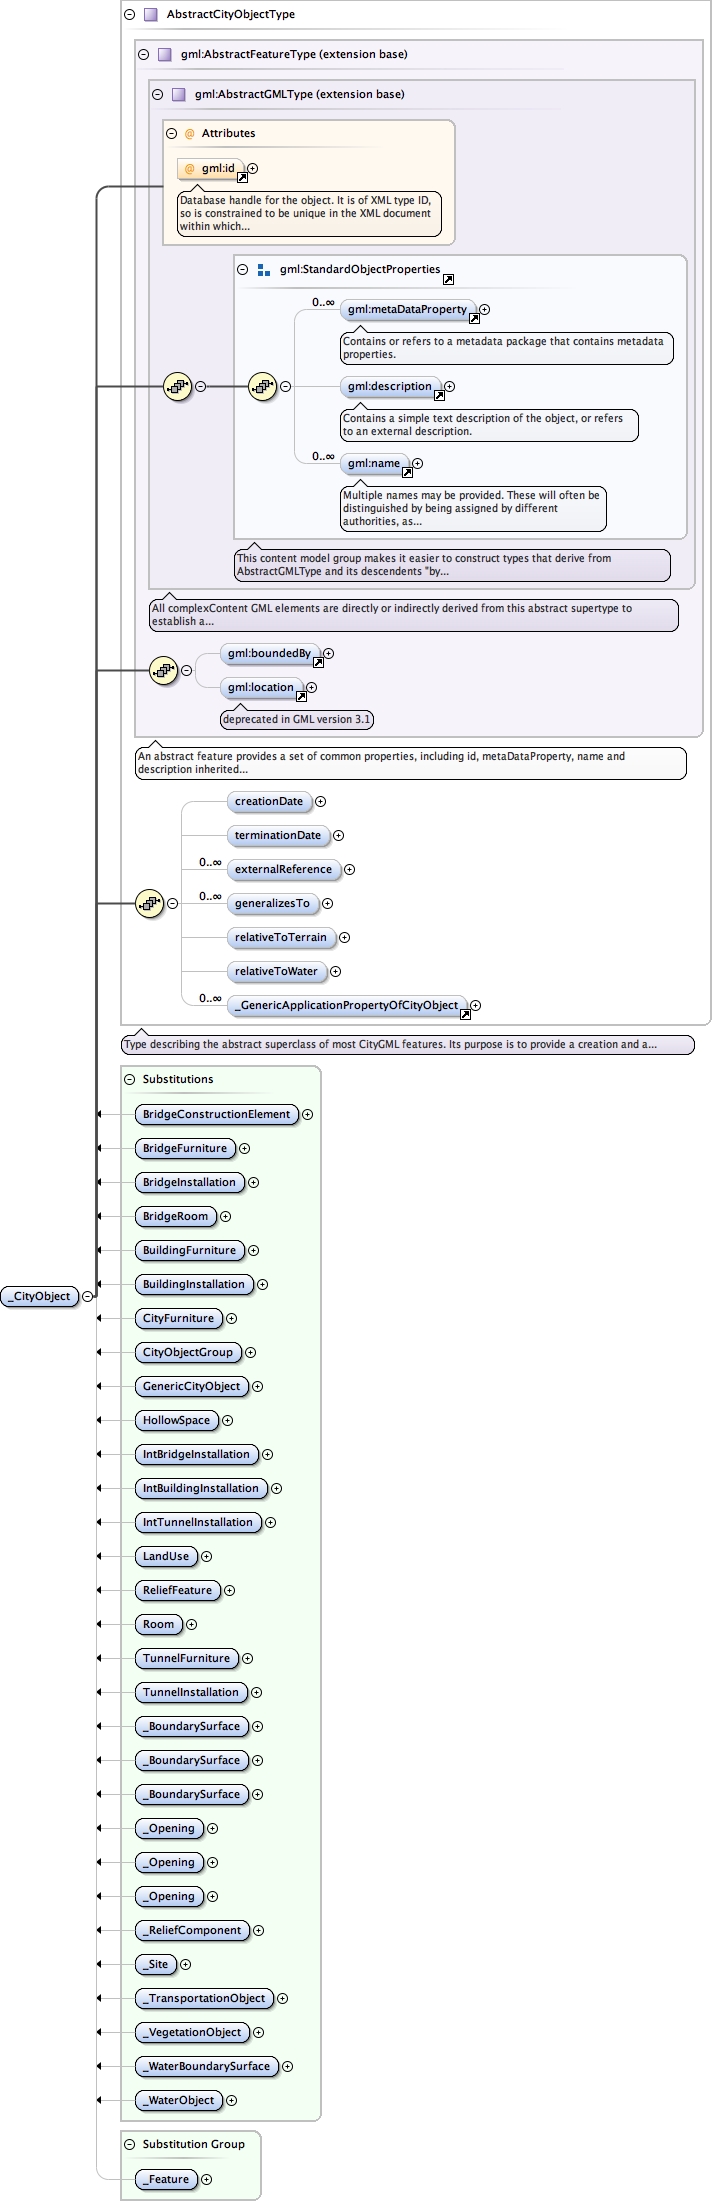 AbstractCityObjectType
gml:AbstractFeatureType (extension base)
gml:AbstractGMLType (extension base)
@ Attributes
@ gml:id
Database handle for the object. It is of XML type ID,
so is constrained to be unique in the XML document
within which...
gml:StandardObjectProperties
0..∞
gml:metaDataProperty
Contains or refers to a metadata package that contains metadata
properties.
gml:description
Contains a simple text description of the object, or refers
to an external description.
0..∞
gml:name
Multiple names may be provided. These will often be
distinguished by being assigned by different
authorities, as...
This content model group makes it easier to construct types that derive from
AbstractGMLType and its descendents "by...
All complexContent GML elements are directly or indirectly derived from this abstract supertype to
establish a...
gml:boundedBy
gml:location
deprecated in GML version 3.1
An abstract feature provides a set of common properties, including id, metaDataProperty, name and
description inherited...
creationDate
terminationDate
0..∞
externalReference
0..∞
generalizesTo
relativeToTerrain
relativeToWater
0..∞
_GenericApplicationPropertyOfCityObject
Type describing the abstract superclass of most CityGML features. Its purpose is to provide a creation and a...
Substitutions
BridgeConstructionElement
BridgeFurniture
BridgeInstallation
BridgeRoom
BuildingFurniture
BuildingInstallation
_CityObject
CityFurniture
CityObjectGroup
GenericCityObject
HollowSpace
IntBridgeInstallation
IntBuildingInstallation
IntTunnelInstallation
LandUse
ReliefFeature
Room
TunnelFurniture
TunnelInstallation
_BoundarySurface
_BoundarySurface
_BoundarySurface
_Opening
_Opening
_Opening
_ReliefComponent
_Site
_TransportationObject
_VegetationObject
_WaterBoundarySurface
_WaterObject
Substitution Group
_Feature